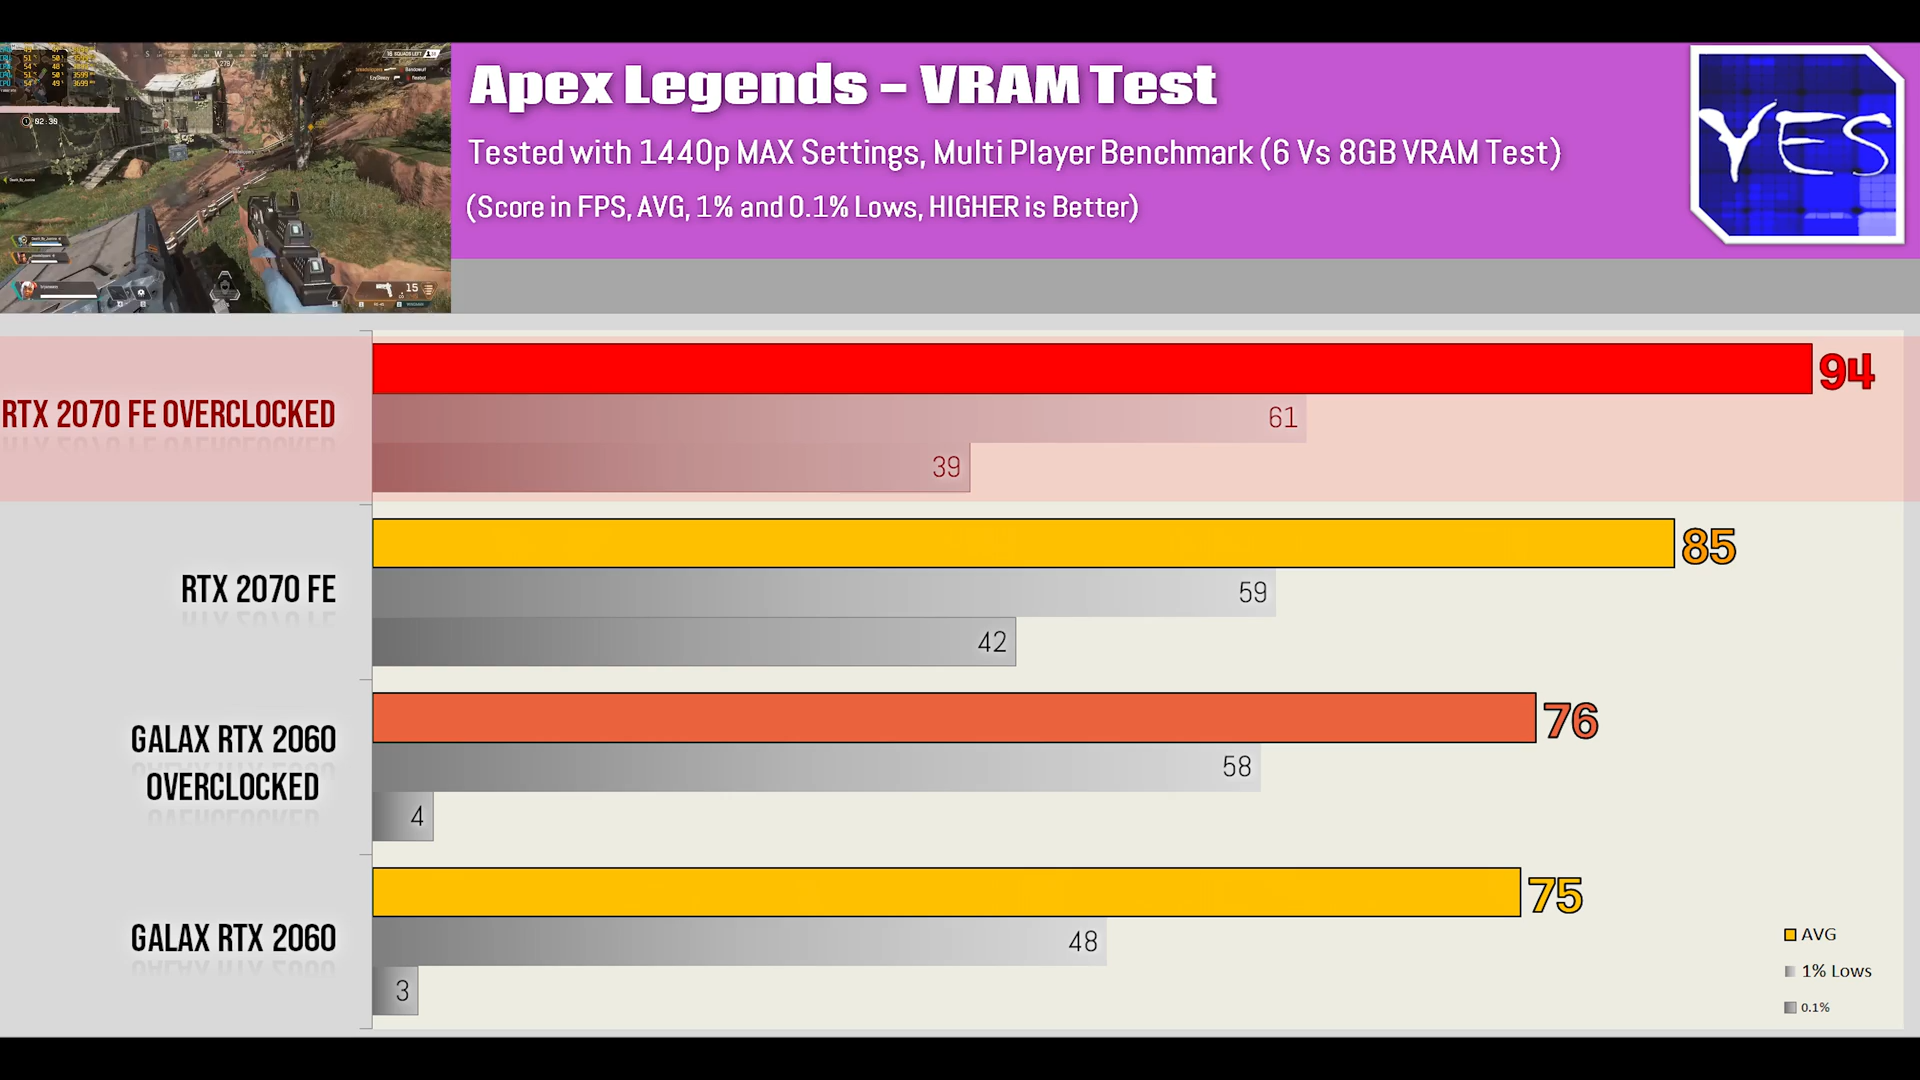 Apex Legends – VRAM Test
Tested with 1440p MAX Settings, Multi Player Benchmark (6 Vs 8GB VRAM Test)
(Score in FPS, AVG, 1% and 0.1% Lows, HIGHER is Better)
YES
RTX 2070 FE OVERCLOCKED
94
61
39
RTX 2070 FE
85
59
42
GALAX RTX 2060
OVERCLOCKED
76
58
4
GALAX RTX 2060
75
48
3
AVG
1% Lows
0.1%
02:39
15